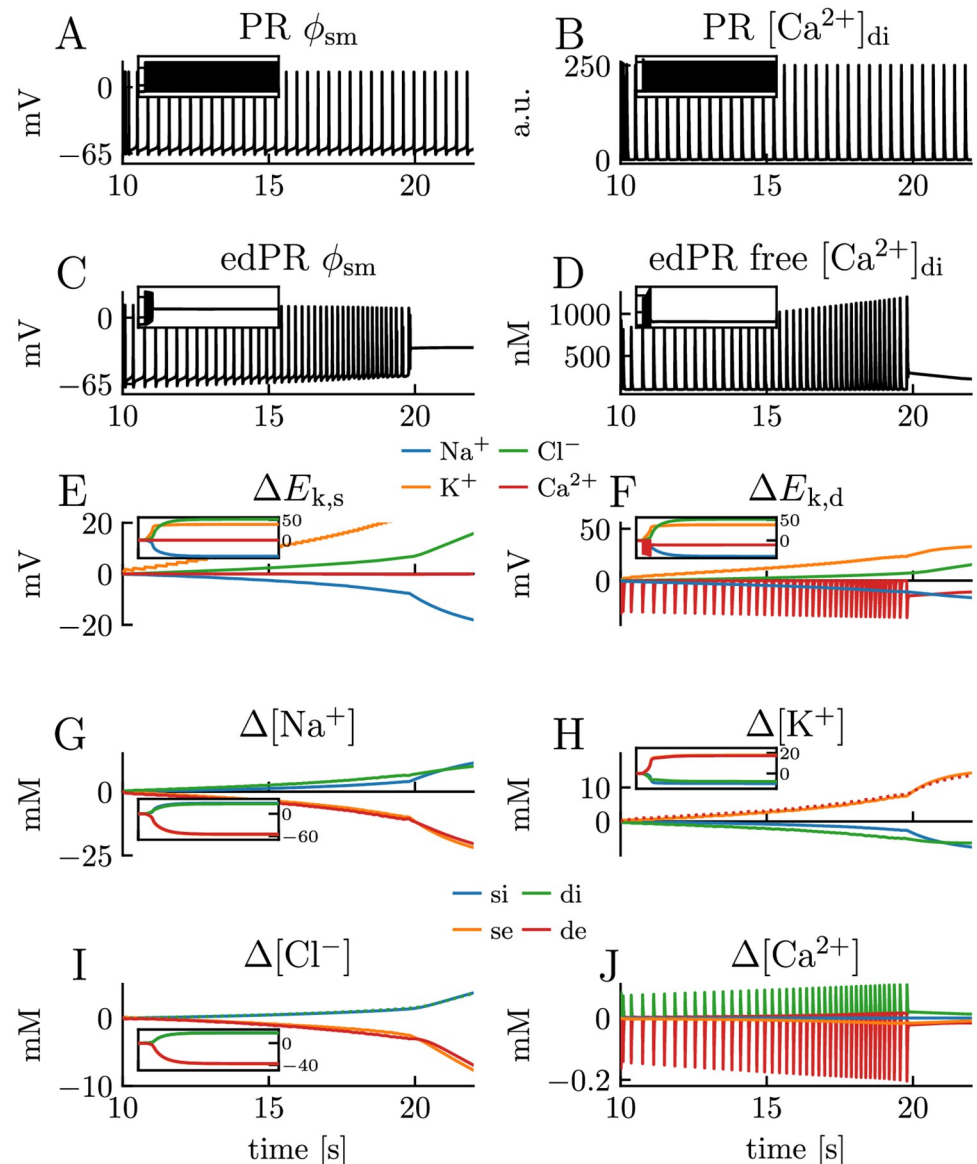 A PR ϕsm B PR [Ca2+]di
mV 0 −65 a.u. 250 0
10 15 20 10 15 20
C edPR ϕsm D edPR free [Ca2+]di
mV 0 −65 nM 1000 500
10 15 20 10 15 20
Na+ Cl−
K+ Ca2+
E ΔEk,s F ΔEk,d
mV 20 0 −20 50 0 mV 50 0 50 0
G Δ[Na+] H Δ[K+]
mM 0 −25 0 −60 mM 10 0 20 0
si di
se de
I Δ[Cl−] J Δ[Ca2+]
mM 0 −10 0 −40 mM 0 −0.2
10 15 20 10 15 20
time [s] time [s]